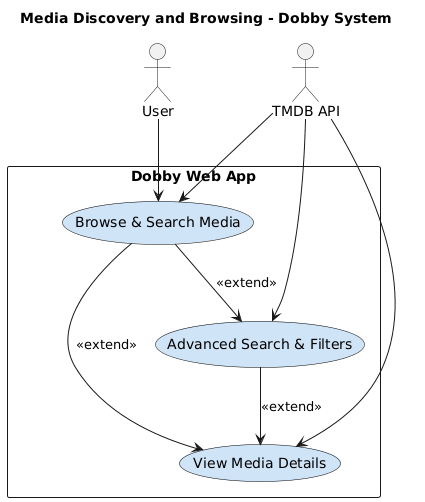 Media Discovery and Browsing - Dobby System
User
TMDB API
Dobby Web App
Browse & Search Media
«extend»
Advanced Search & Filters
«extend»
«extend»
View Media Details